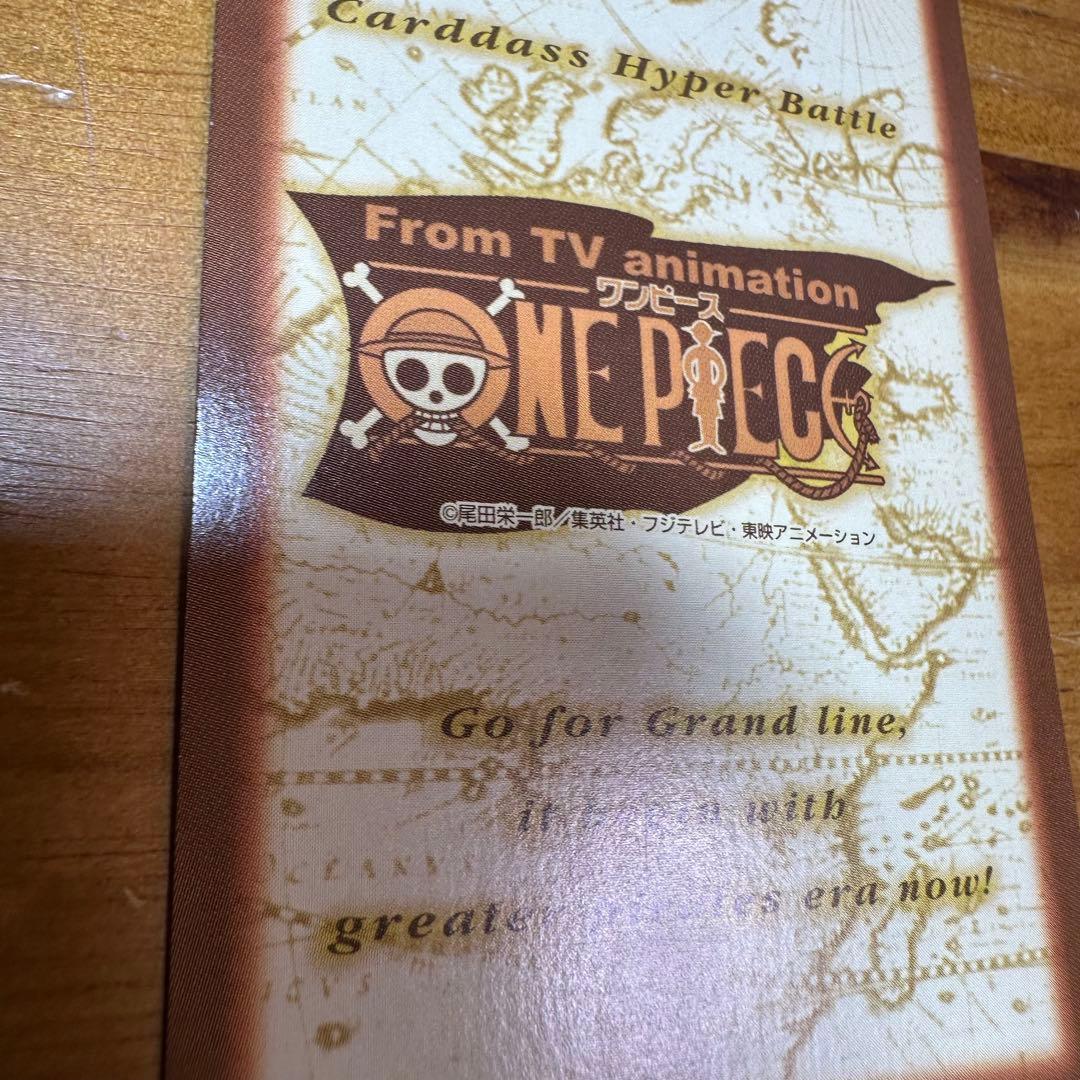 Carddass Hyper Battle
From TV animation
ワンピース
ONE PIECE
©尾田栄一郎／集英社・フジテレビ・東映アニメーション
Go for Grand line,
it with
era now!